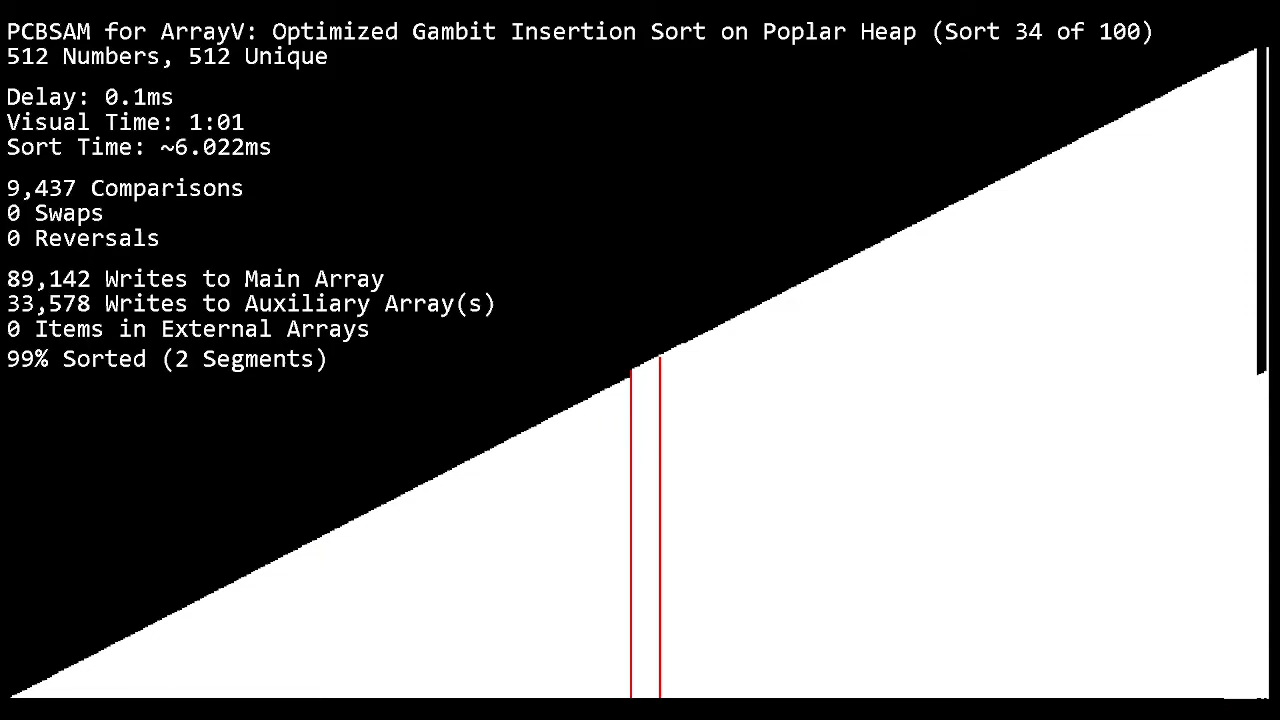 PCBSAM for ArrayV: Optimized Gambit Insertion Sort on Poplar Heap (Sort 34 of 100)
512 Numbers, 512 Unique
Delay: 0.1ms
Visual Time: 1:01
Sort Time: ~6.022ms
9,437 Comparisons
0 Swaps
0 Reversals
89,142 Writes to Main Array
33,578 Writes to Auxiliary Array(s)
0 Items in External Arrays
99% Sorted (2 Segments)